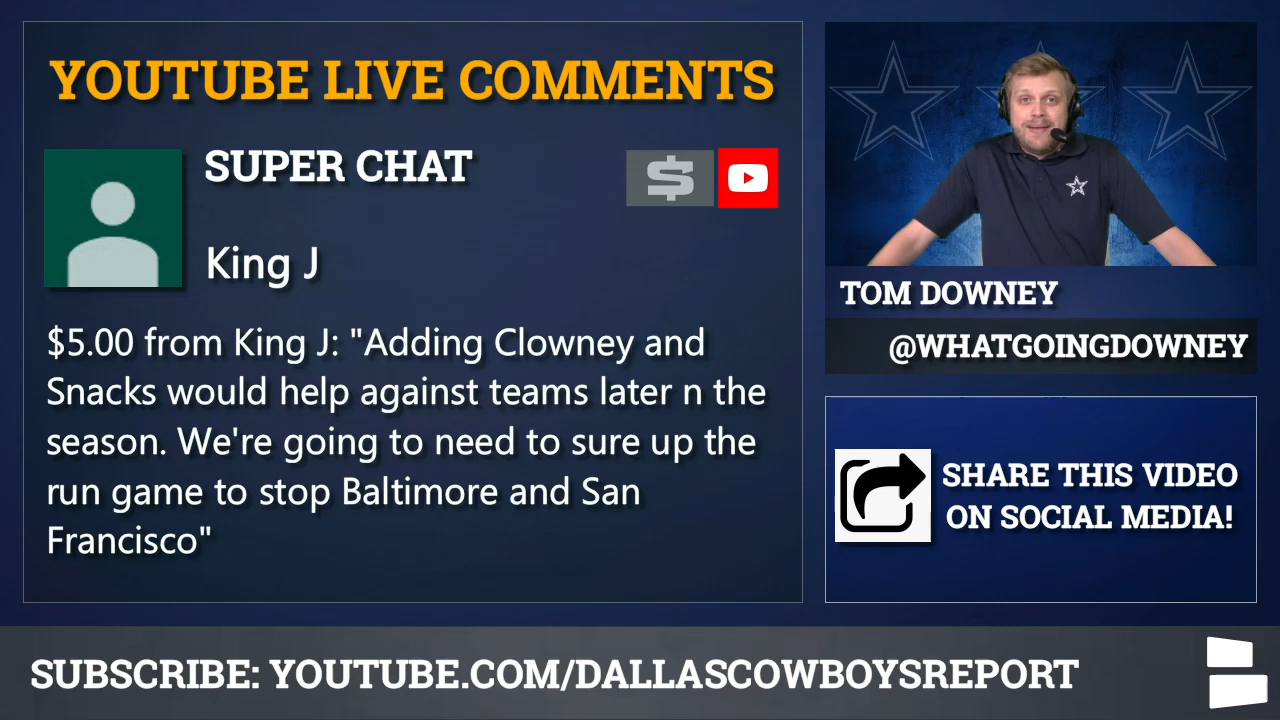 YOUTUBE LIVE COMMENTS
SUPER CHAT
$
King J
$5.00 from King J: "Adding Clowney and
Snacks would help against teams later n the
season. We're going to need to sure up the
run game to stop Baltimore and San
Francisco"
TOM DOWNEY
@WHATGOINGDOWNEY
SHARE THIS VIDEO
ON SOCIAL MEDIA!
SUBSCRIBE: YOUTUBE.COM/DALLASCOWBOYSREPORT